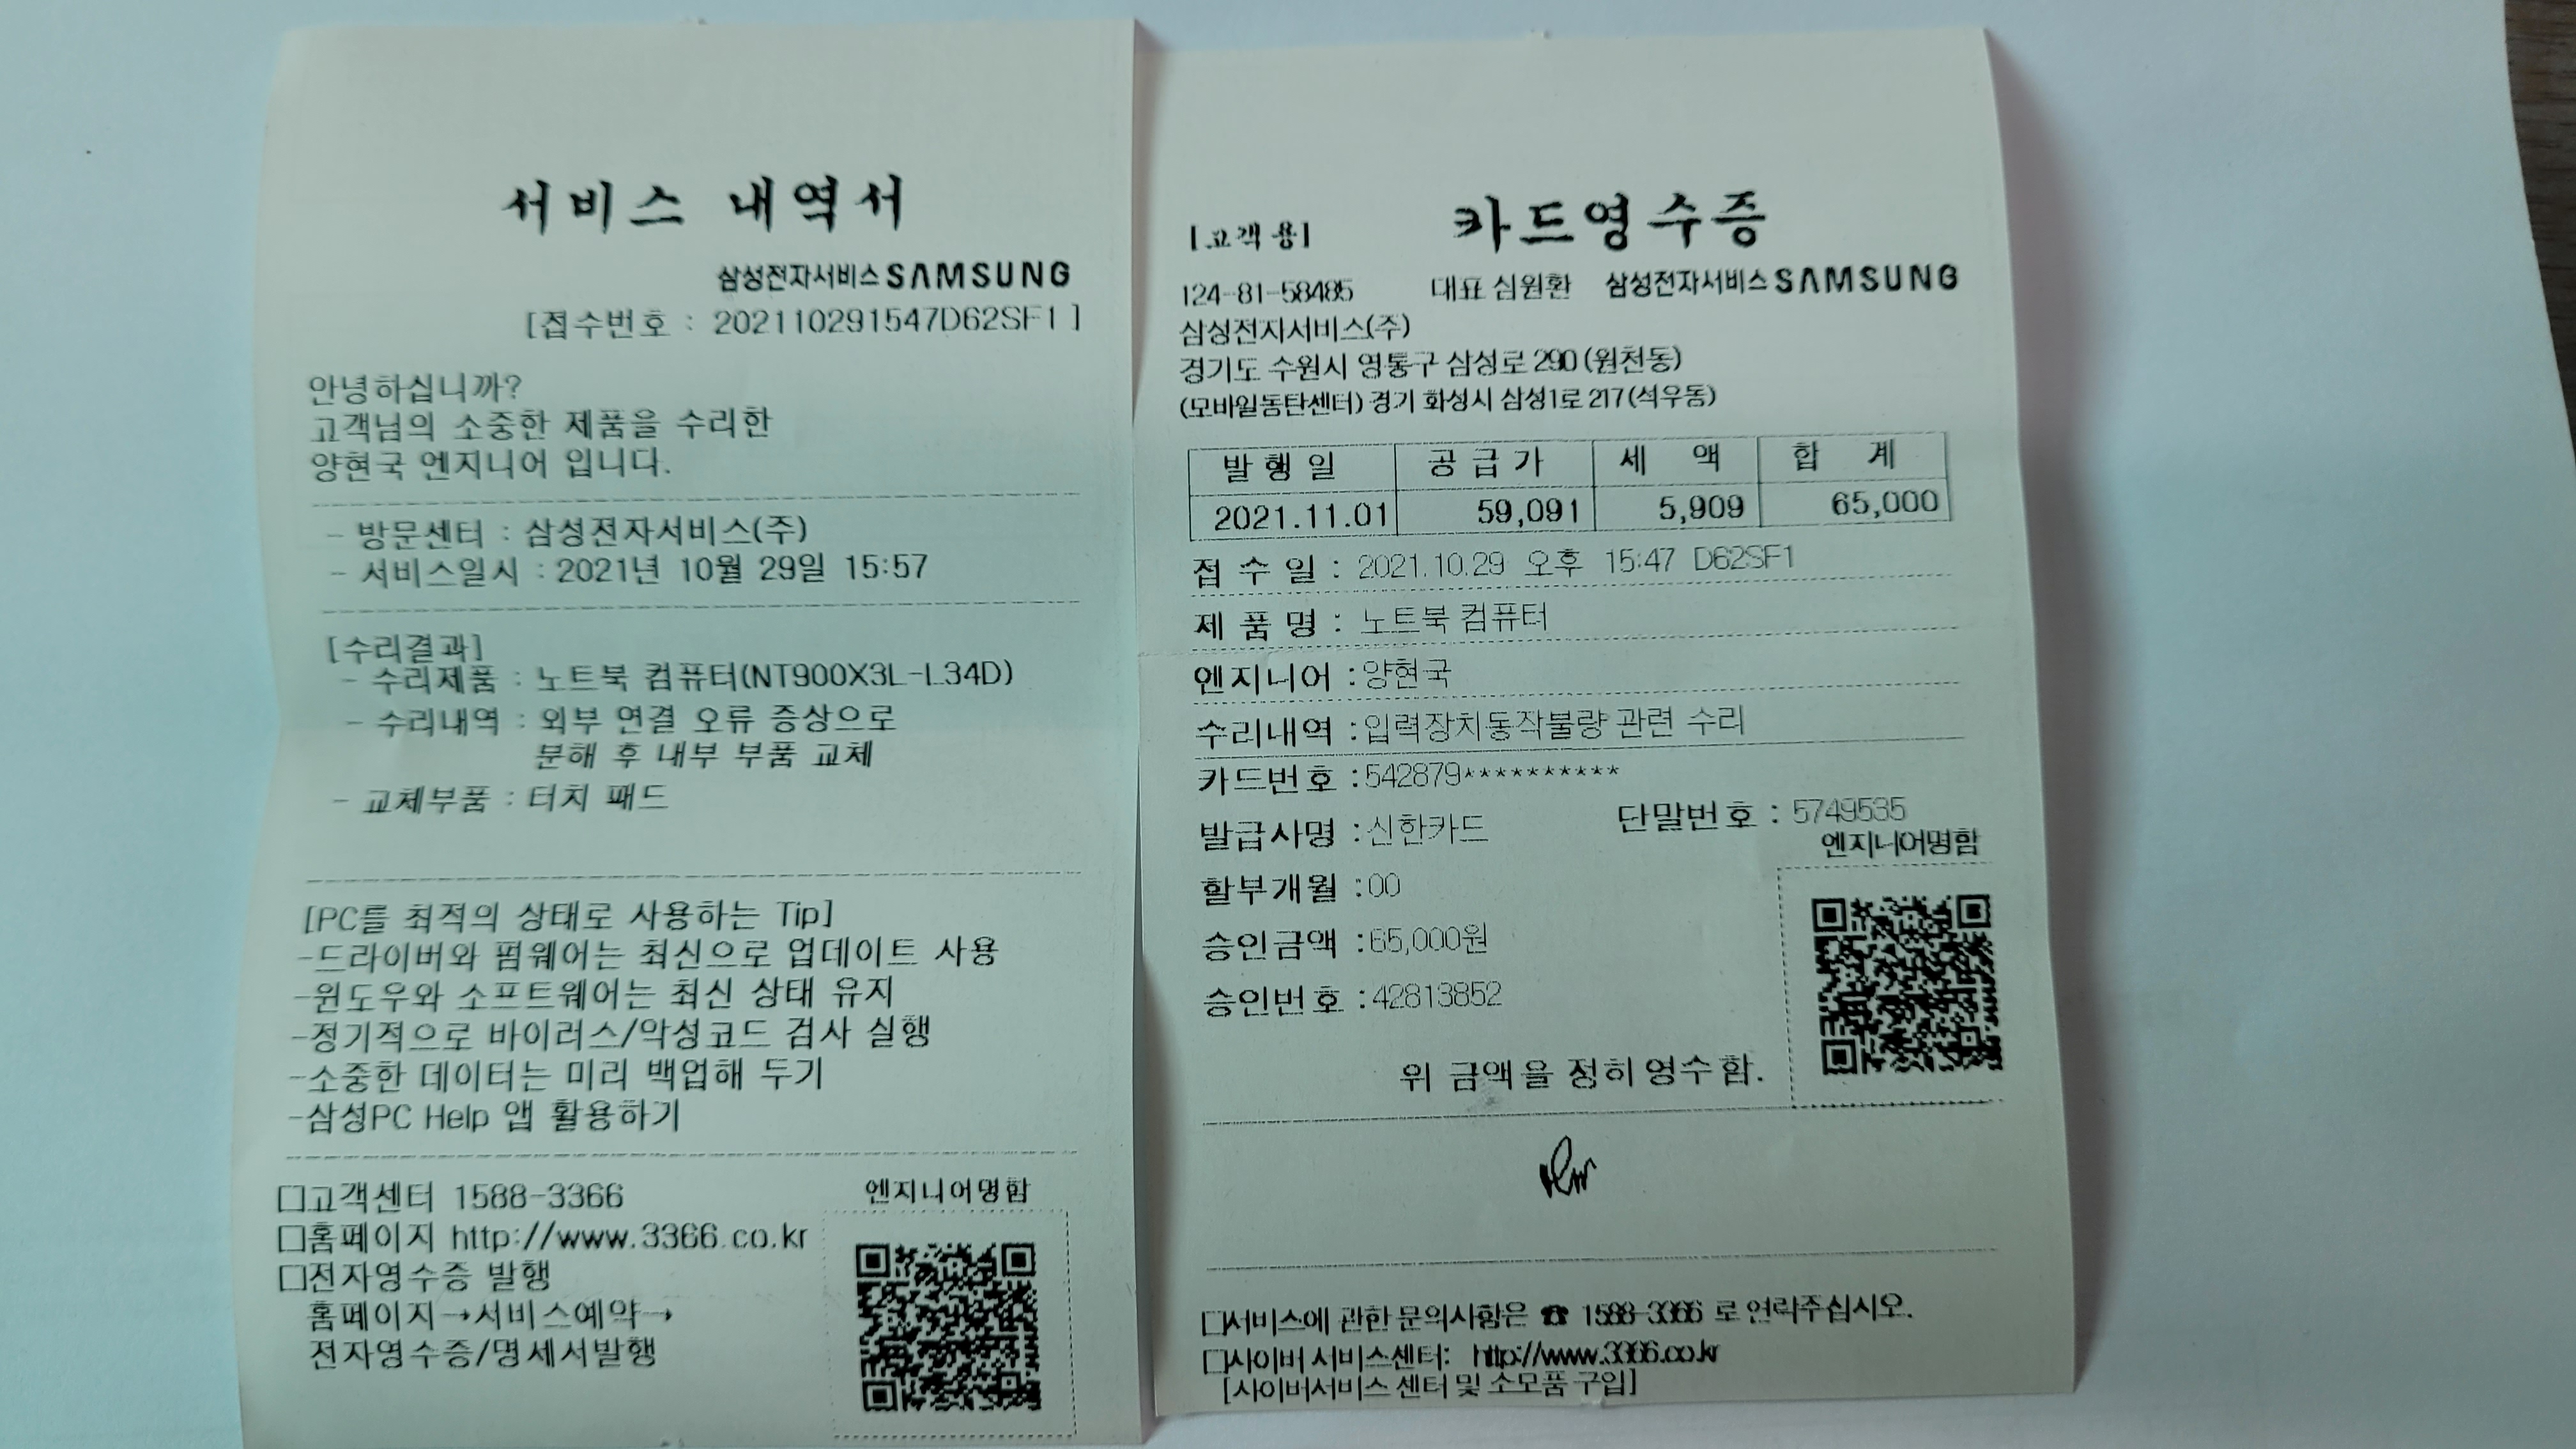 서비스 내역서
삼성전자서비스 SAMSUNG
[접수번호 : 202110291547D62SF1 ]
안녕하십니까?
고객님의 소중한 제품을 수리한
양현국 엔지니어 입니다.
- 방문센터 : 삼성전자서비스(주)
- 서비스일시 : 2021년 10월 29일 15:57
[수리결과]
- 수리제품 : 노트북 컴퓨터(NT900X3L-L34D)
- 수리내역 : 외부 연결 오류 증상으로
분해 후 내부 부품 교체
- 교체부품 : 터치 패드
[PC를 최적의 상태로 사용하는 Tip]
-드라이버와 펌웨어는 최신으로 업데이트 사용
-윈도우와 소프트웨어는 최신 상태 유지
-정기적으로 바이러스/악성코드 검사 실행
-소중한 데이터는 미리 백업해 두기
-삼성PC Help 앱 활용하기
□고객센터 1588-3366
□홈페이지 http://www.3366.co.kr
□전자영수증 발행
홈페이지→서비스예약→
전자영수증/명세서발행
엔지니어명함
[고객용] 카드영수증
124-81-58485 대표 심원환 삼성전자서비스 SAMSUNG
삼성전자서비스(주)
경기도 수원시 영통구 삼성로 290 (원천동)
(모바일동탄센터) 경기 화성시 삼성1로 217(석우동)
발행일 공급가 세 액 합 계
2021.11.01 59,091 5,909 65,000
접 수 일 : 2021.10.29 오후 15:47 D62SF1
제 품 명 : 노트북 컴퓨터
엔지니어 : 양현국
수리내역 : 입력장치동작불량 관련 수리
카드번호 : 542879**********
발급사명 : 신한카드 단말번호 : 5749535
엔지니어명함
할부개월 : 00
승인금액 : 65,000원
승인번호 : 42813852
위 금액을 정히 영수함.
□서비스에 관한 문의사항은 ☎ 1588-3366 로 연락주십시오.
□사이버 서비스센터: http://www.3366.co.kr
[사이버서비스 센터 및 소모품 구입]